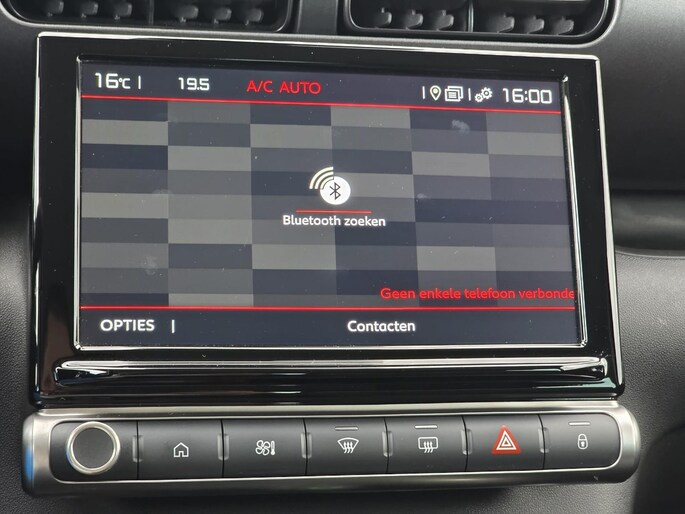 16°C | 19.5 A/C AUTO 16:00
Bluetooth zoeken
Geen enkele telefoon verbonde
OPTIES | Contacten